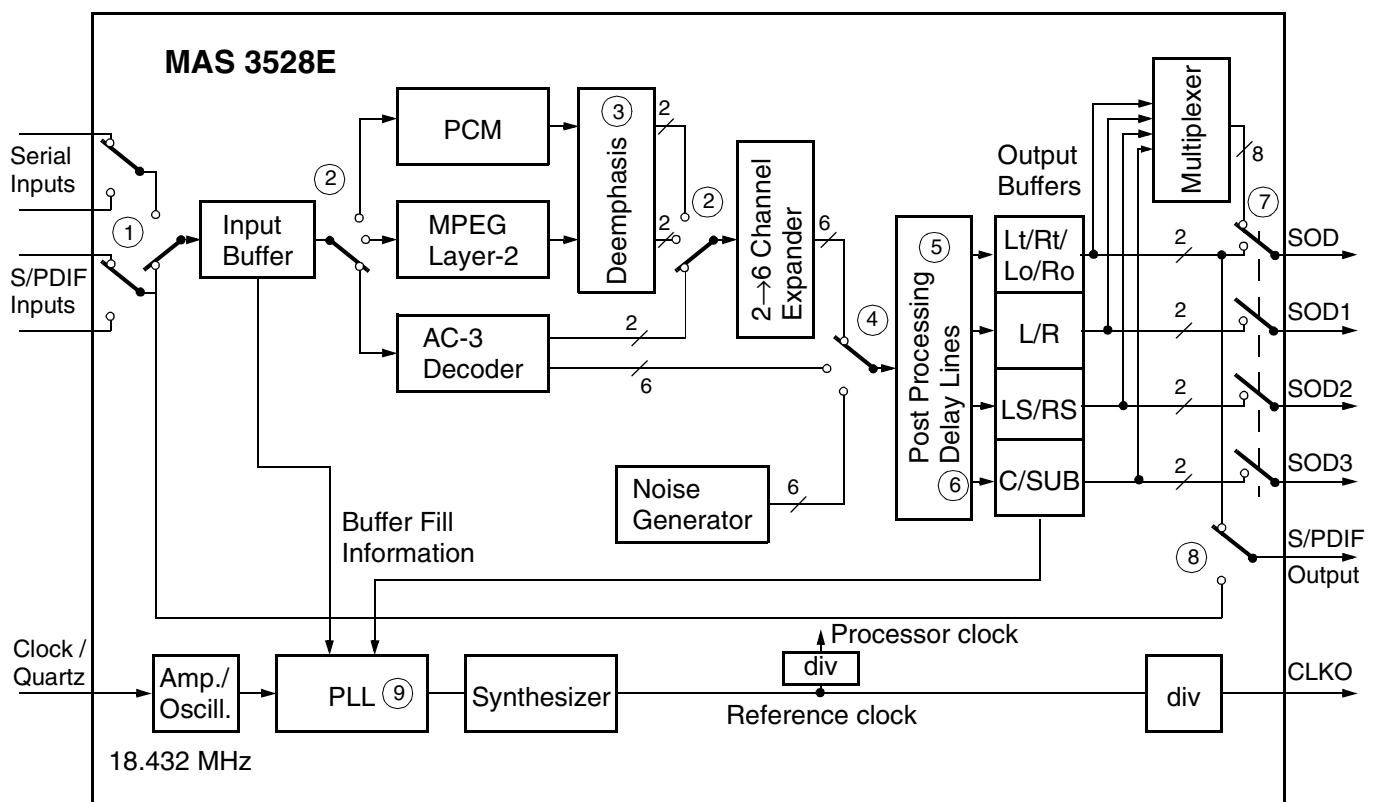 MAS 3528E
Serial
Inputs
S/PDIF
Inputs
1
Input
Buffer
2
PCM
MPEG
Layer-2
AC-3
Decoder
3
Deemphasis
2
2
2
6
2
2→6 Channel
Expander
6
4
Noise
Generator
6
5
Post Processing
Delay Lines
6
Output
Buffers
Lt/Rt/
Lo/Ro
L/R
LS/RS
C/SUB
Multiplexer
8
7
2
2
2
2
SOD
SOD1
SOD2
SOD3
8
S/PDIF
Output
Buffer Fill
Information
Clock /
Quartz
Amp./
Oscill.
18.432 MHz
PLL
9
Synthesizer
Processor clock
div
Reference clock
div
CLKO